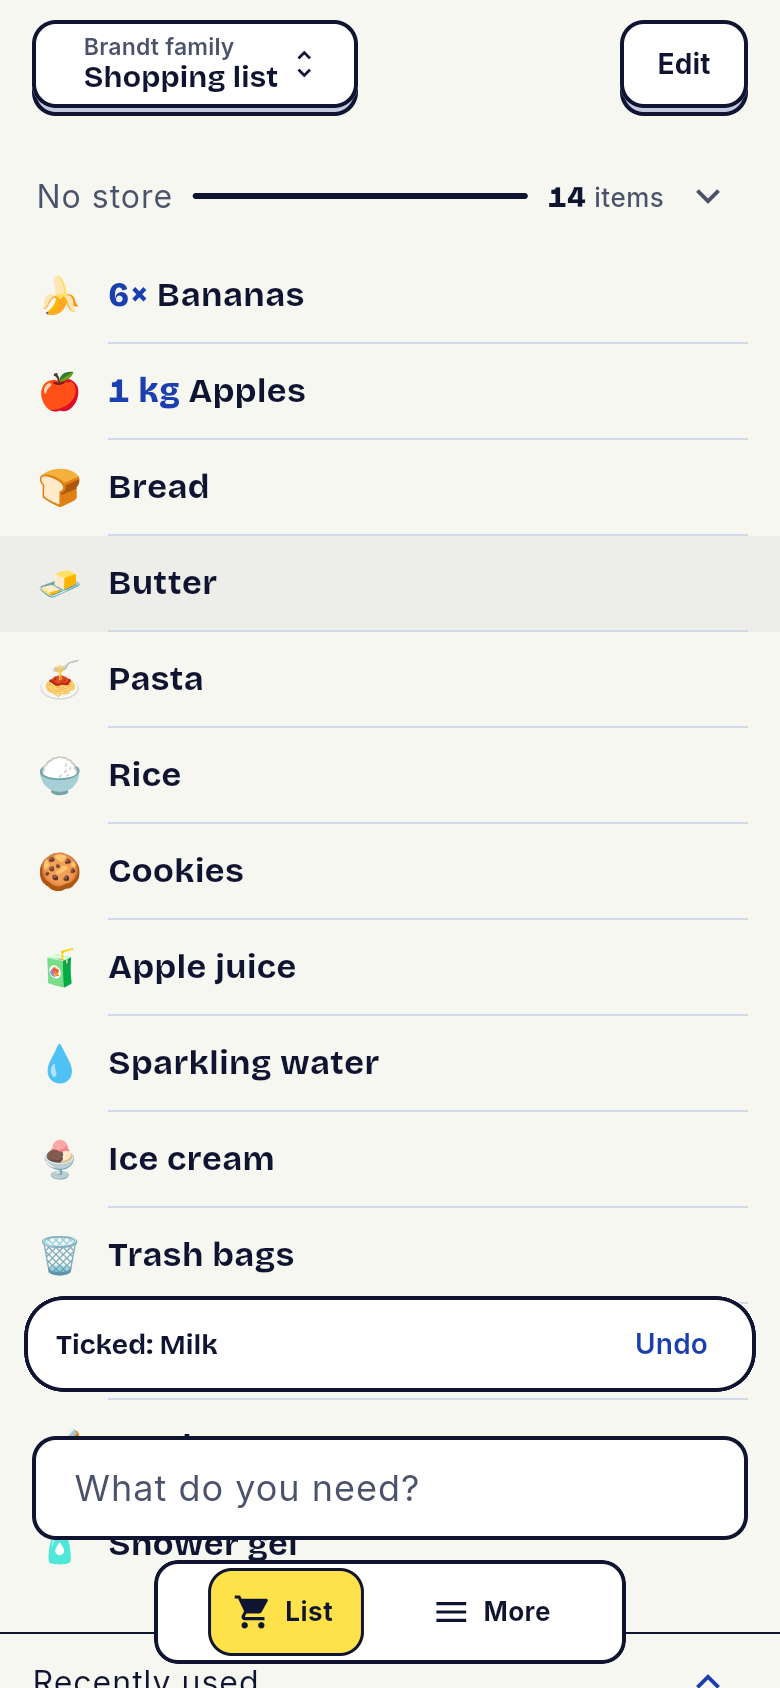 Brandt family
Shopping list
Edit
No store 14 items
6× Bananas
1 kg Apples
Bread
Butter
Pasta
Rice
Cookies
Apple juice
Sparkling water
Ice cream
Trash bags
Ticked: Milk Undo
What do you need?
Shower gel
List More
Recently used